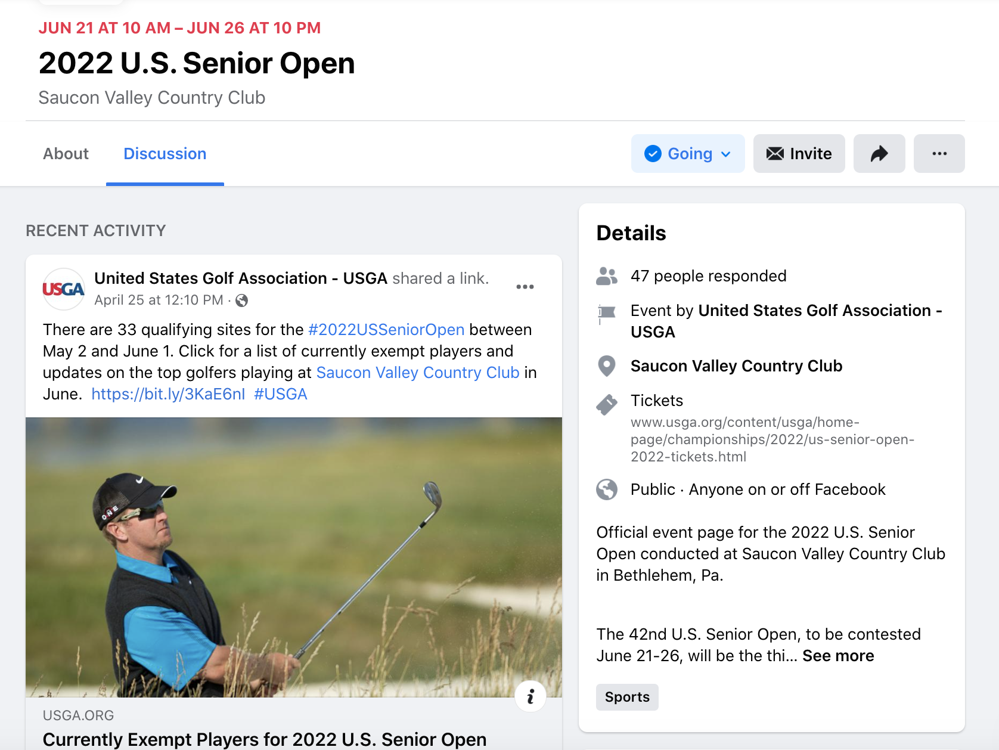 JUN 21 AT 10 AM – JUN 26 AT 10 PM
2022 U.S. Senior Open
Saucon Valley Country Club
About
Discussion
Going
Invite
RECENT ACTIVITY
USGA
United States Golf Association - USGA shared a link.
April 25 at 12:10 PM ·
There are 33 qualifying sites for the #2022USSeniorOpen between
May 2 and June 1. Click for a list of currently exempt players and
updates on the top golfers playing at Saucon Valley Country Club in
June.  https://bit.ly/3KaE6nI  #USGA
ONE
USGA.ORG
Currently Exempt Players for 2022 U.S. Senior Open
Details
47 people responded
Event by United States Golf Association -
USGA
Saucon Valley Country Club
Tickets
www.usga.org/content/usga/home-
page/championships/2022/us-senior-open-
2022-tickets.html
Public · Anyone on or off Facebook
Official event page for the 2022 U.S. Senior
Open conducted at Saucon Valley Country Club
in Bethlehem, Pa.
The 42nd U.S. Senior Open, to be contested
June 21-26, will be the thi... See more
Sports